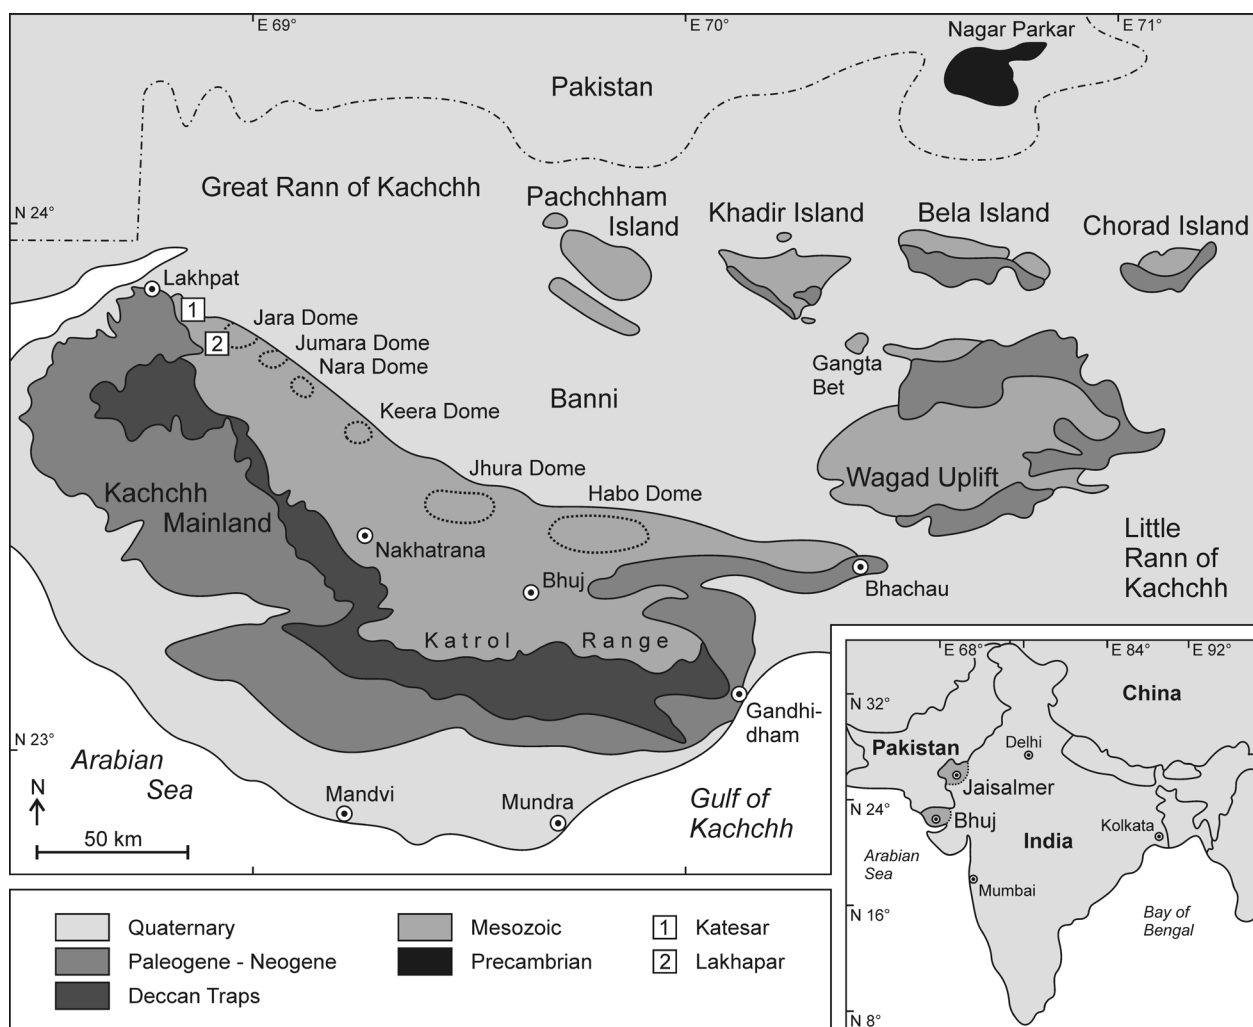 E 69°
E 70°
E 71°
Nagar Parkar
Pakistan
Great Rann of Kachchh
N 24°
Pachchham
Island
Khadir Island
Bela Island
Chorad Island
Lakhpat
1
2
Jara Dome
Jumara Dome
Nara Dome
Keera Dome
Banni
Gangta
Bet
Jhura Dome
Habo Dome
Wagad Uplift
Kachchh
Mainland
Nakhatrana
Bhuj
Bhachau
Little
Rann of
Kachchh
Katrol Range
Gandhi-
dham
N 23°
Arabian
Sea
N
50 km
Mandvi
Mundra
Gulf of
Kachchh
E 68°
E 84°
E 92°
N 32°
China
Pakistan
Delhi
Jaisalmer
N 24°
Bhuj
Kolkata
India
Arabian
Sea
Mumbai
N 16°
Bay of
Bengal
N 8°
Quaternary
Paleogene - Neogene
Deccan Traps
Mesozoic
Precambrian
1 Katesar
2 Lakhapar